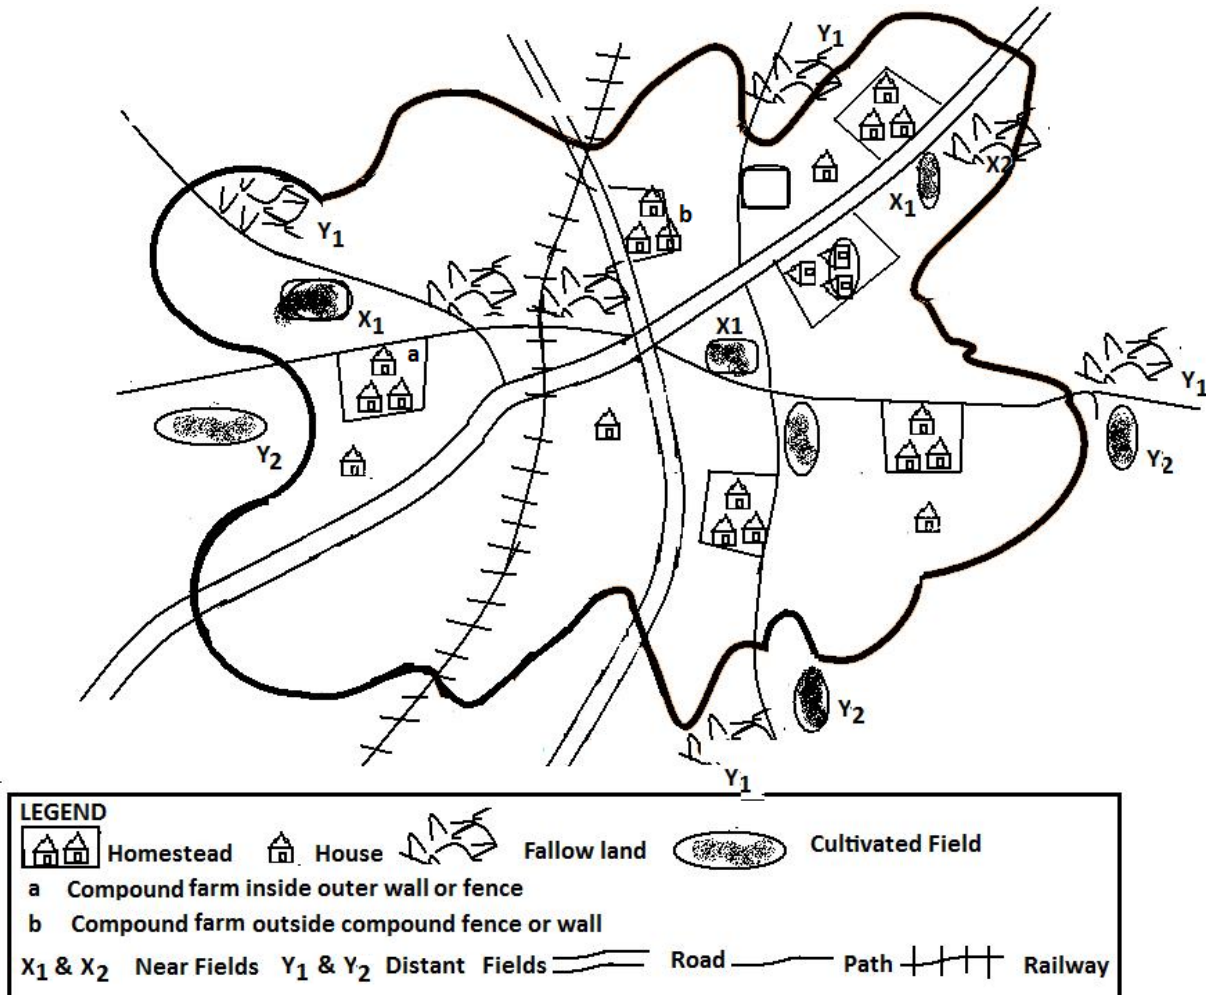 Y1
X2
X1
b
Y1
X1
X1
a
Y1
Y2
Y2
Y2
Y1
LEGEND
Homestead House Fallow land Cultivated Field
a Compound farm inside outer wall or fence
b Compound farm outside compound fence or wall
X1 & X2 Near Fields Y1 & Y2 Distant Fields Road Path Railway